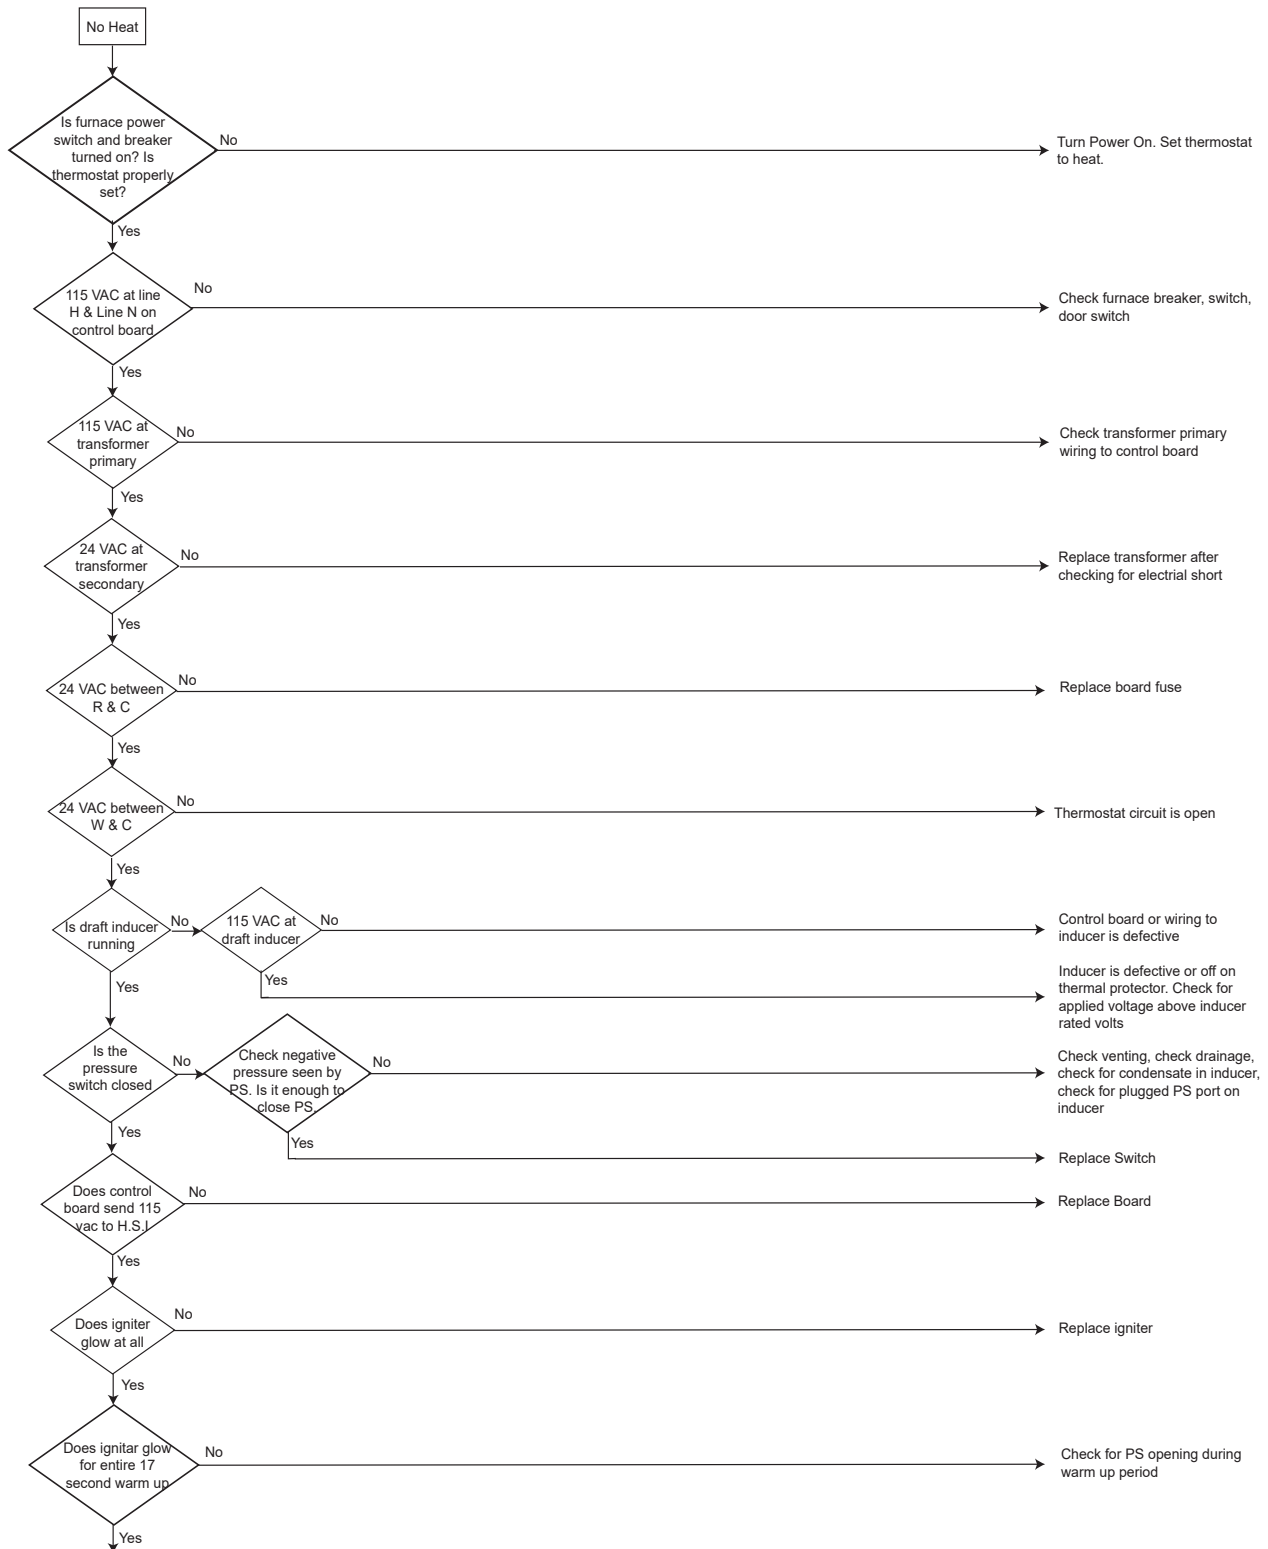 No Heat
Is furnace power
switch and breaker
turned on? Is
thermostat properly
set?
No
Turn Power On. Set thermostat
to heat.
Yes
115 VAC at line
H & Line N on
control board
No
Check furnace breaker, switch,
door switch
Yes
115 VAC at
transformer
primary
No
Check transformer primary
wiring to control board
Yes
24 VAC at
transformer
secondary
No
Replace transformer after
checking for electrial short
Yes
24 VAC between
R & C
No
Replace board fuse
Yes
24 VAC between
W & C
No
Thermostat circuit is open
Yes
Is draft inducer
running
No
115 VAC at
draft inducer
No
Control board or wiring to
inducer is defective
Yes
Inducer is defective or off on
thermal protector. Check for
applied voltage above inducer
rated volts
Yes
Is the
pressure
switch closed
No
Check negative
pressure seen by
PS. Is it enough to
close PS.
No
Check venting, check drainage,
check for condensate in inducer,
check for plugged PS port on
inducer
Yes
Replace Switch
Yes
Does control
board send 115
vac to H.S.I
No
Replace Board
Yes
Does igniter
glow at all
No
Replace igniter
Yes
Does ignitar glow
for entire 17
second warm up
No
Check for PS opening during
warm up period
Yes